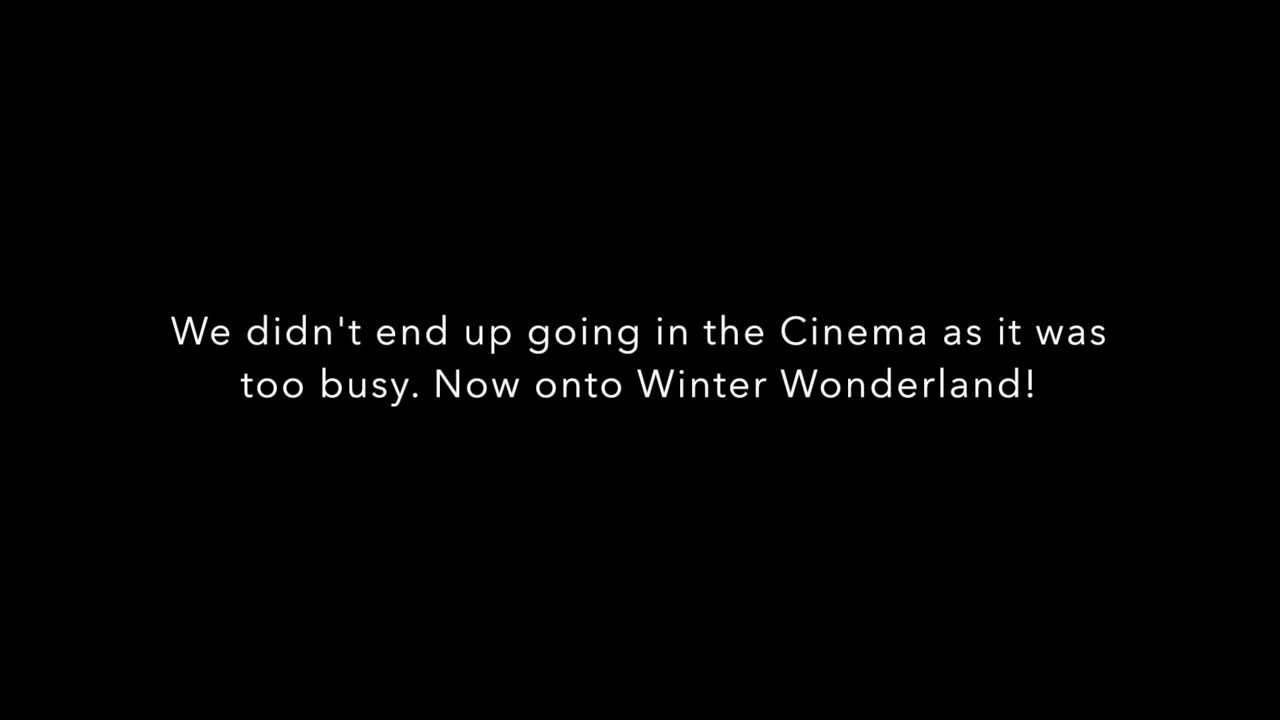 We didn't end up going in the Cinema as it was
too busy. Now onto Winter Wonderland!